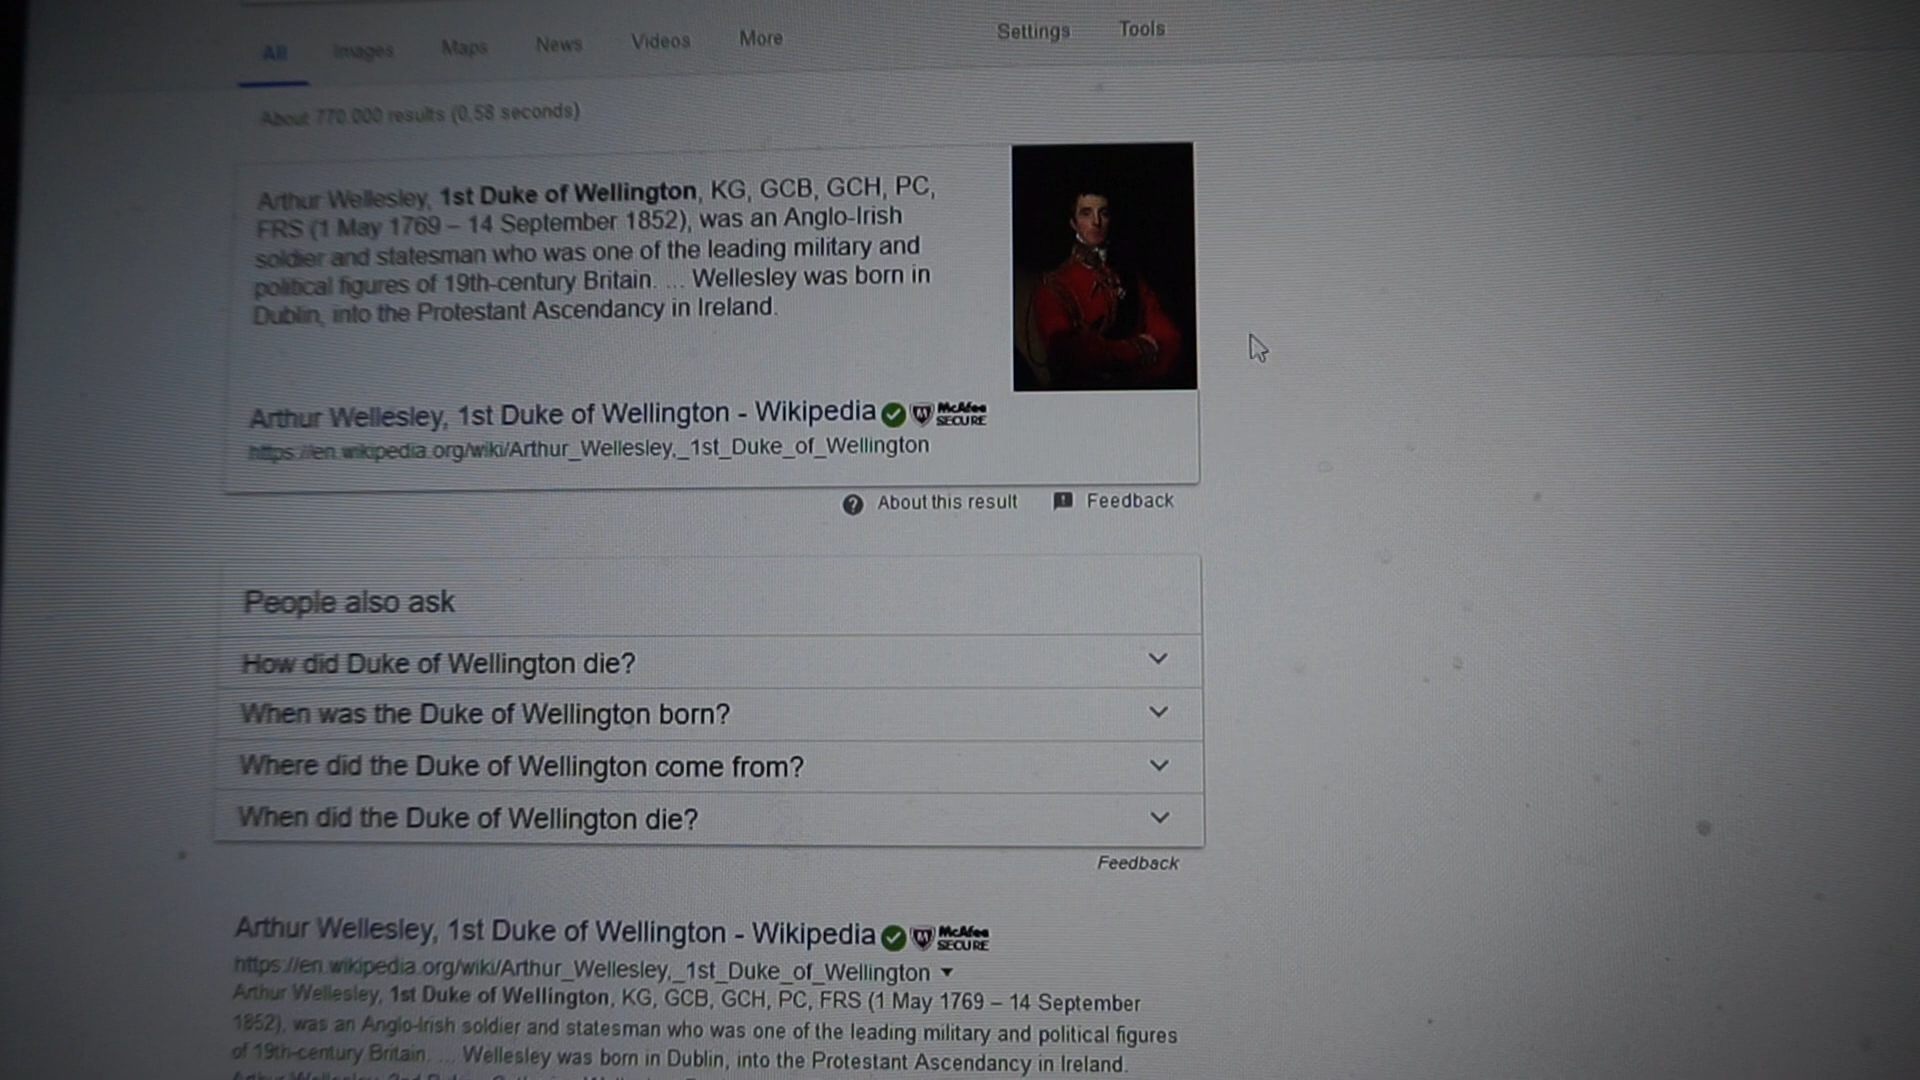 All Images Maps News Videos More Settings Tools
About 770.000 results (0,58 seconds)
Arthur Wellesley, 1st Duke of Wellington, KG, GCB, GCH, PC,
FRS (1 May 1769 – 14 September 1852), was an Anglo-Irish
soldier and statesman who was one of the leading military and
political figures of 19th-century Britain. ... Wellesley was born in
Dublin, into the Protestant Ascendancy in Ireland.
Arthur Wellesley, 1st Duke of Wellington - Wikipedia McAfee SECURE
https://en.wikipedia.org/wiki/Arthur_Wellesley,_1st_Duke_of_Wellington
About this result Feedback
People also ask
How did Duke of Wellington die?
When was the Duke of Wellington born?
Where did the Duke of Wellington come from?
When did the Duke of Wellington die?
Feedback
Arthur Wellesley, 1st Duke of Wellington - Wikipedia McAfee SECURE
https://en.wikipedia.org/wiki/Arthur_Wellesley,_1st_Duke_of_Wellington
Arthur Wellesley, 1st Duke of Wellington, KG, GCB, GCH, PC, FRS (1 May 1769 – 14 September
1852), was an Anglo-Irish soldier and statesman who was one of the leading military and political figures
of 19th-century Britain. ... Wellesley was born in Dublin, into the Protestant Ascendancy in Ireland.